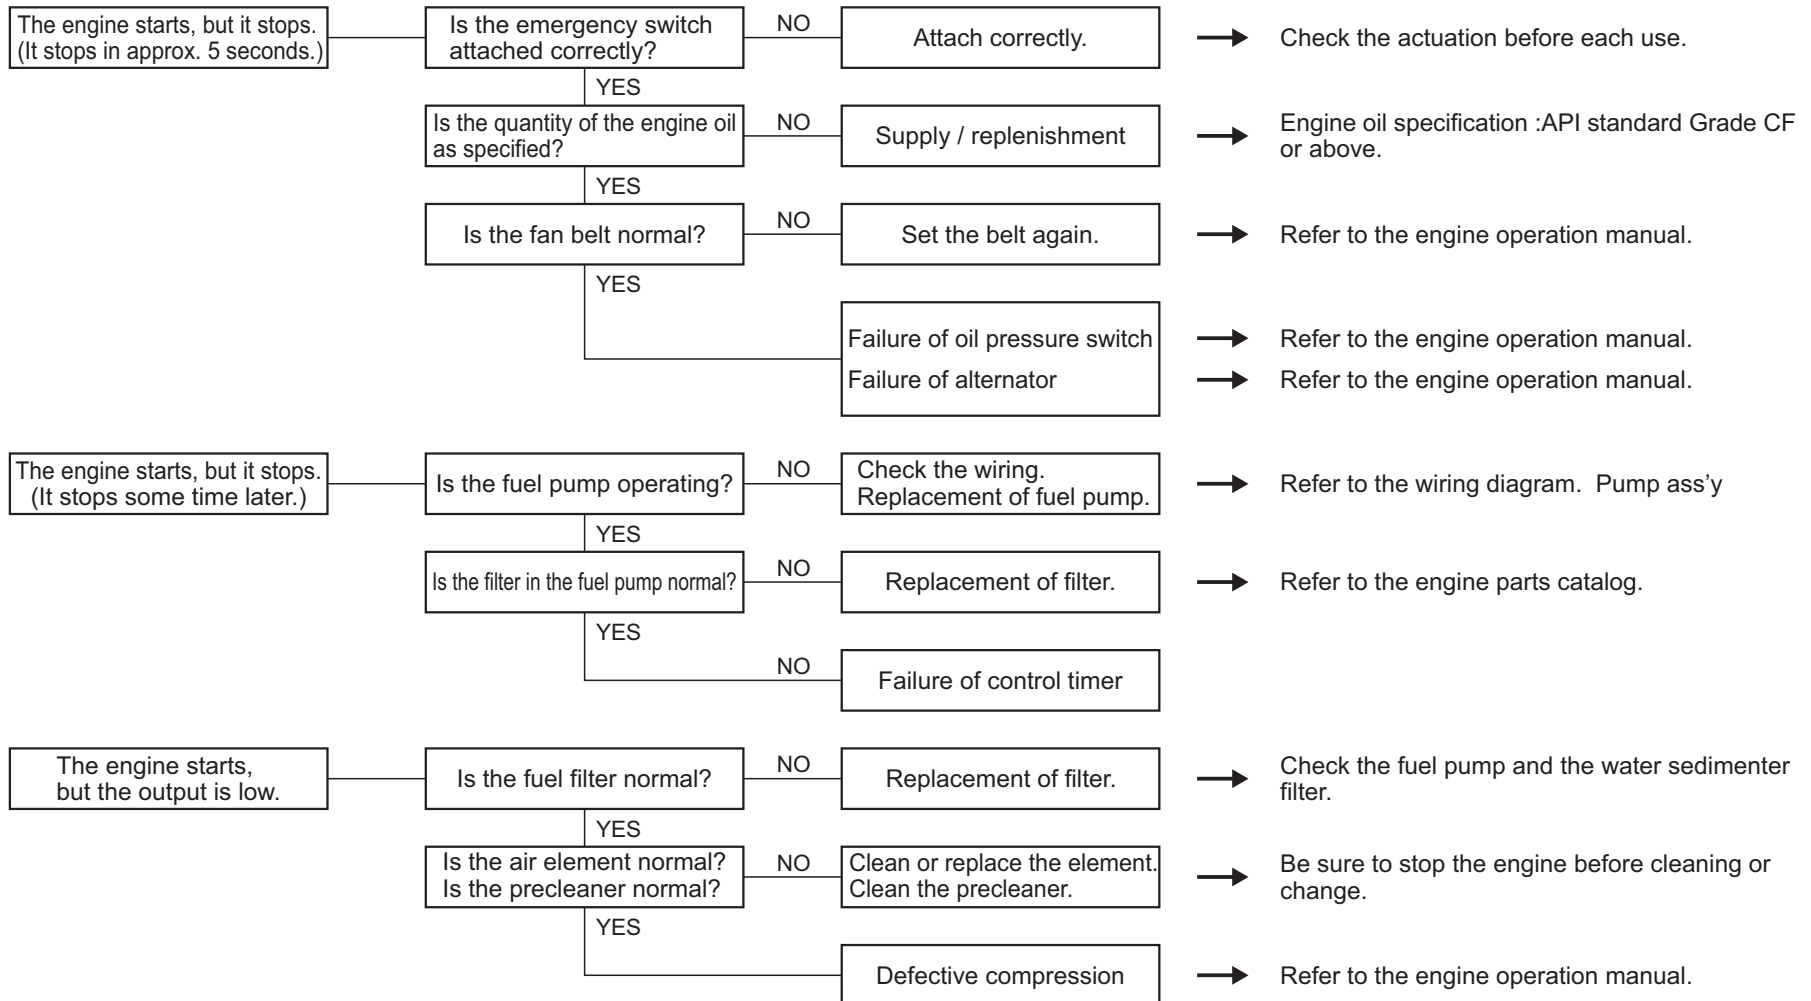 The engine starts, but it stops.
(It stops in approx. 5 seconds.)
Is the emergency switch
attached correctly?
NO
Attach correctly.
Check the actuation before each use.
YES
Is the quantity of the engine oil
as specified?
NO
Supply / replenishment
Engine oil specification :API standard Grade CF
or above.
YES
Is the fan belt normal?
NO
Set the belt again.
Refer to the engine operation manual.
YES
Failure of oil pressure switch
Refer to the engine operation manual.
Failure of alternator
Refer to the engine operation manual.
The engine starts, but it stops.
(It stops some time later.)
Is the fuel pump operating?
NO
Check the wiring.
Replacement of fuel pump.
Refer to the wiring diagram.  Pump ass’y
YES
Is the filter in the fuel pump normal?
NO
Replacement of filter.
Refer to the engine parts catalog.
YES
NO
Failure of control timer
The engine starts,
but the output is low.
Is the fuel filter normal?
NO
Replacement of filter.
Check the fuel pump and the water sedimenter
filter.
YES
Is the air element normal?
Is the precleaner normal?
NO
Clean or replace the element.
Clean the precleaner.
Be sure to stop the engine before cleaning or
change.
YES
Defective compression
Refer to the engine operation manual.